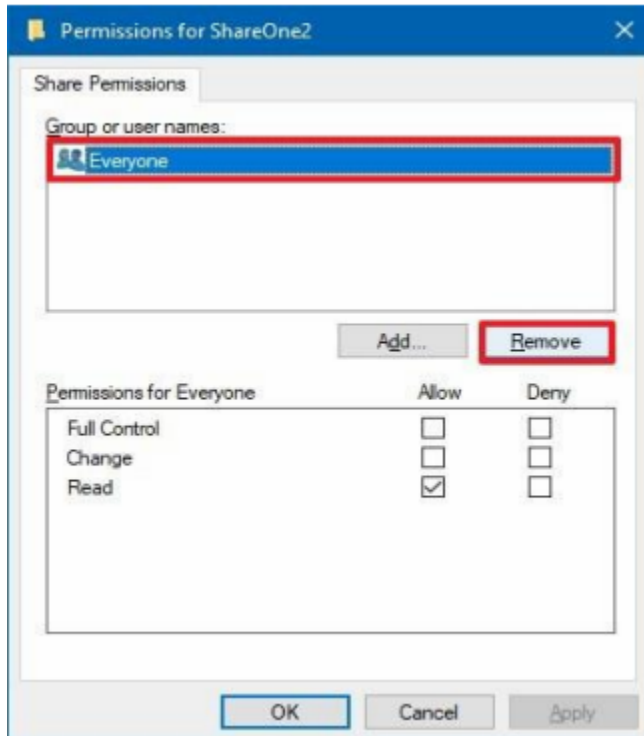 Permissions for ShareOne2
Share Permissions
Group or user names:
Everyone
Add... Remove
Permissions for Everyone Allow Deny
Full Control
Change
Read
OK Cancel Apply